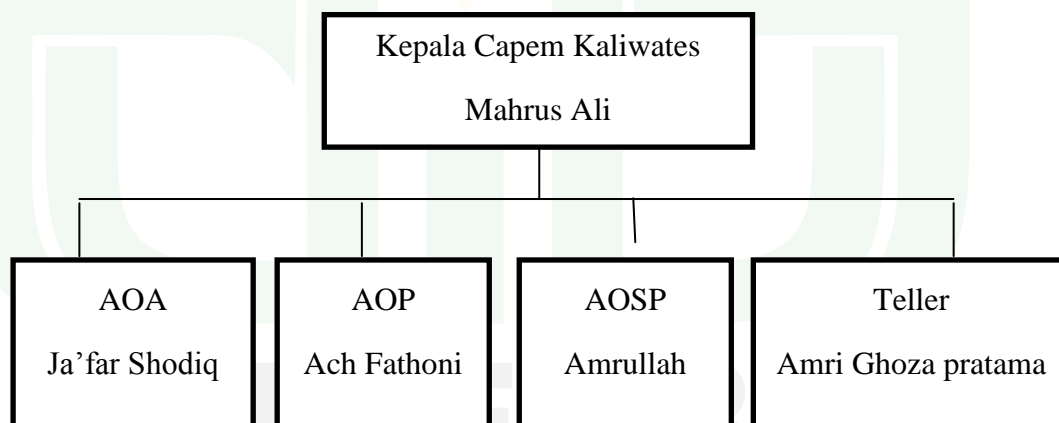 Kepala Capem Kaliwates
Mahrus Ali
AOA
Ja’far Shodiq
AOP
Ach Fathoni
AOSP
Amrullah
Teller
Amri Ghoza pratama